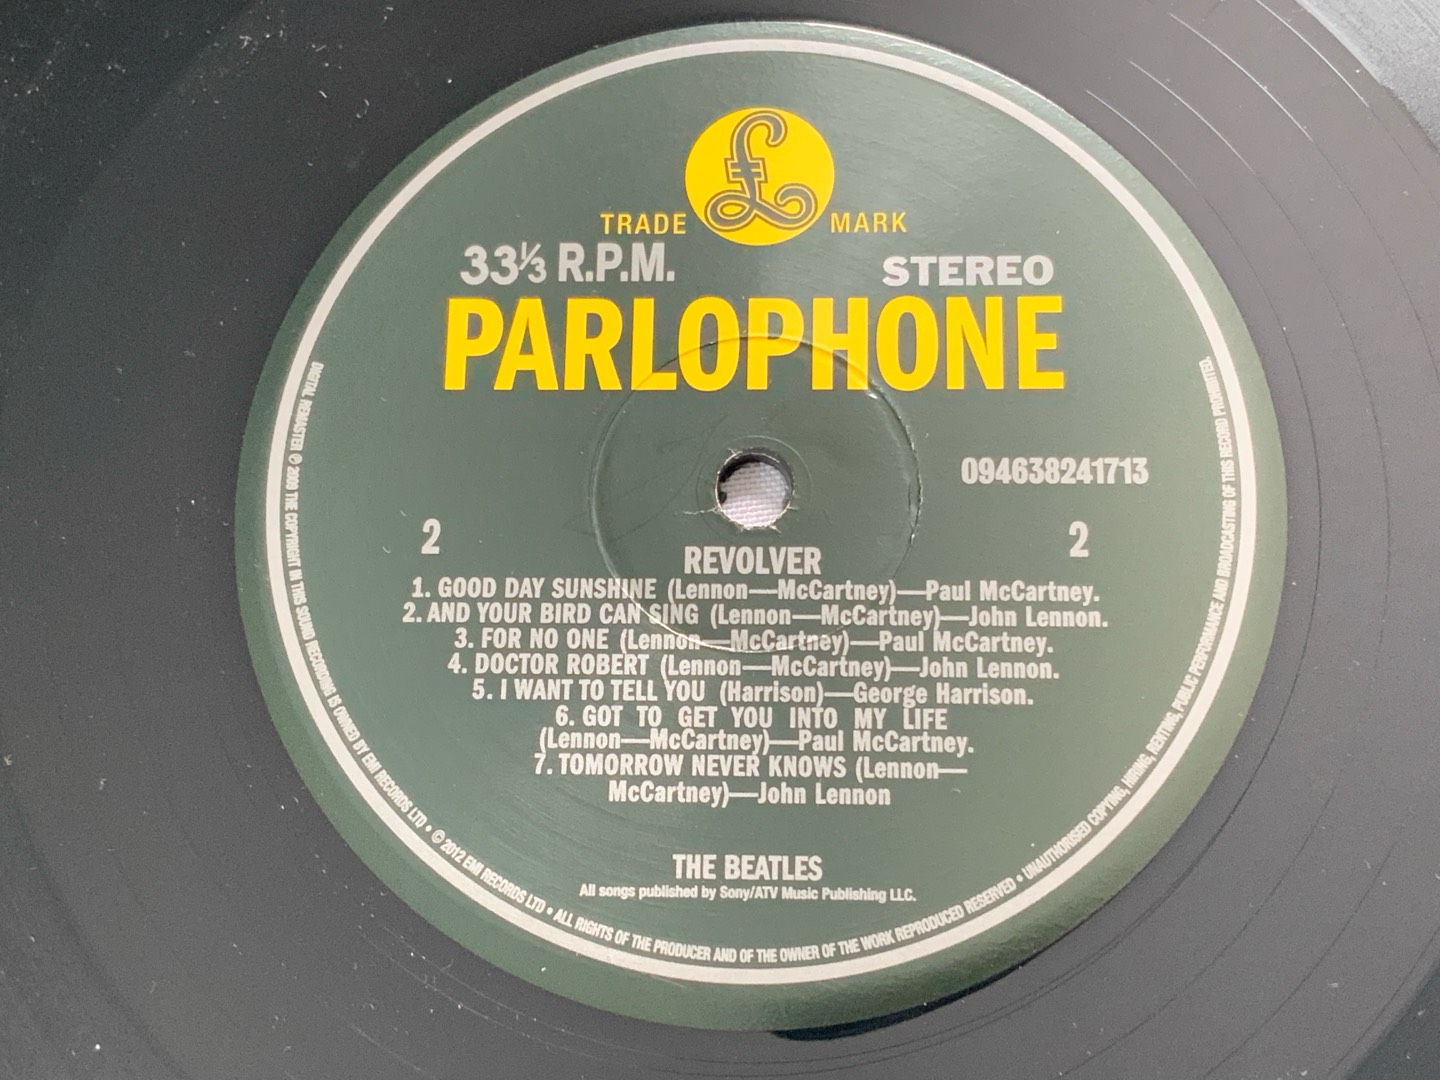 £
TRADE MARK
33⅓ R.P.M. STEREO
PARLOPHONE
094638241713
2 2
REVOLVER
1. GOOD DAY SUNSHINE (Lennon—McCartney)—Paul McCartney.
2. AND YOUR BIRD CAN SING (Lennon—McCartney)—John Lennon.
3. FOR NO ONE (Lennon—McCartney)—Paul McCartney.
4. DOCTOR ROBERT (Lennon—McCartney)—John Lennon.
5. I WANT TO TELL YOU (Harrison)—George Harrison.
6. GOT TO GET YOU INTO MY LIFE
(Lennon—McCartney)—Paul McCartney.
7. TOMORROW NEVER KNOWS (Lennon—
McCartney)—John Lennon
THE BEATLES
All songs published by Sony/ATV Music Publishing LLC.
DIGITAL REMASTER ℗ 2009 THE COPYRIGHT IN THIS SOUND RECORDING IS OWNED BY EMI RECORDS LTD • © 2012 EMI RECORDS LTD • ALL RIGHTS OF THE PRODUCER AND OF THE OWNER OF THE WORK REPRODUCED RESERVED • UNAUTHORISED COPYING, HIRING, RENTING, PUBLIC PERFORMANCE AND BROADCASTING OF THIS RECORD PROHIBITED.